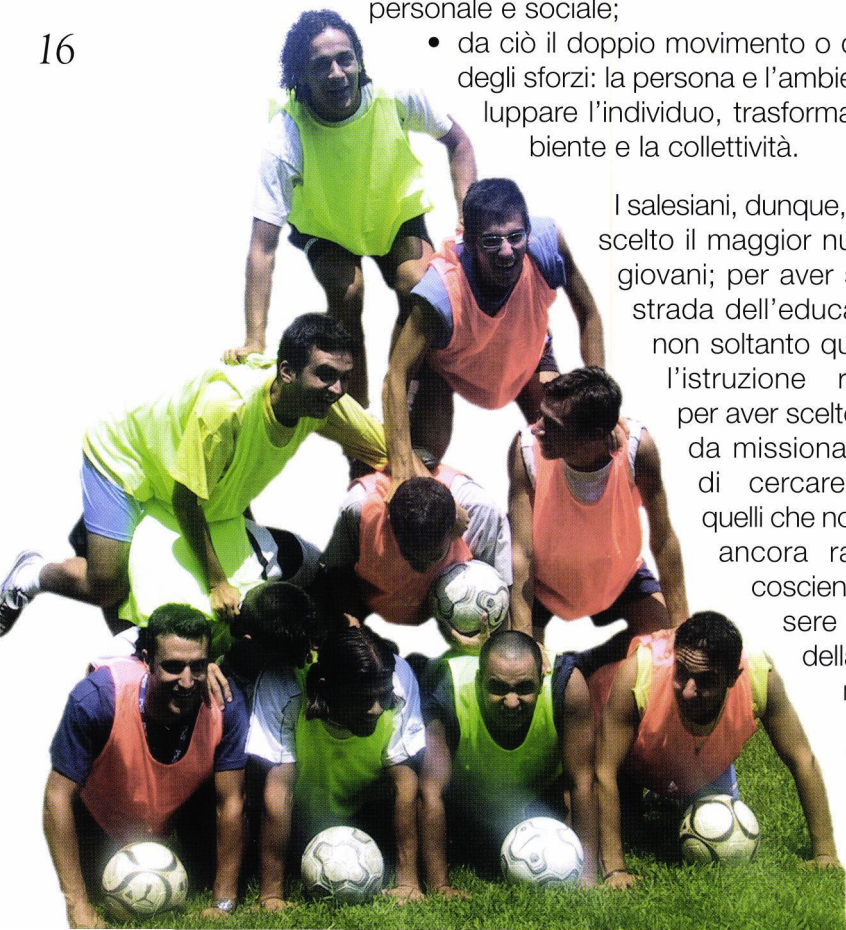 16
personale e sociale;
• da ciò il doppio movimento o
degli sforzi: la persona e l'ambie
luppare l'individuo, trasforma
biente e la collettività.
I salesiani, dunque,
scelto il maggior nu
giovani; per aver
strada dell'educa
non soltanto qu
l'istruzione
per aver scelto
da missiona
di cercare
quelli che no
ancora ra
coscien
sere
della